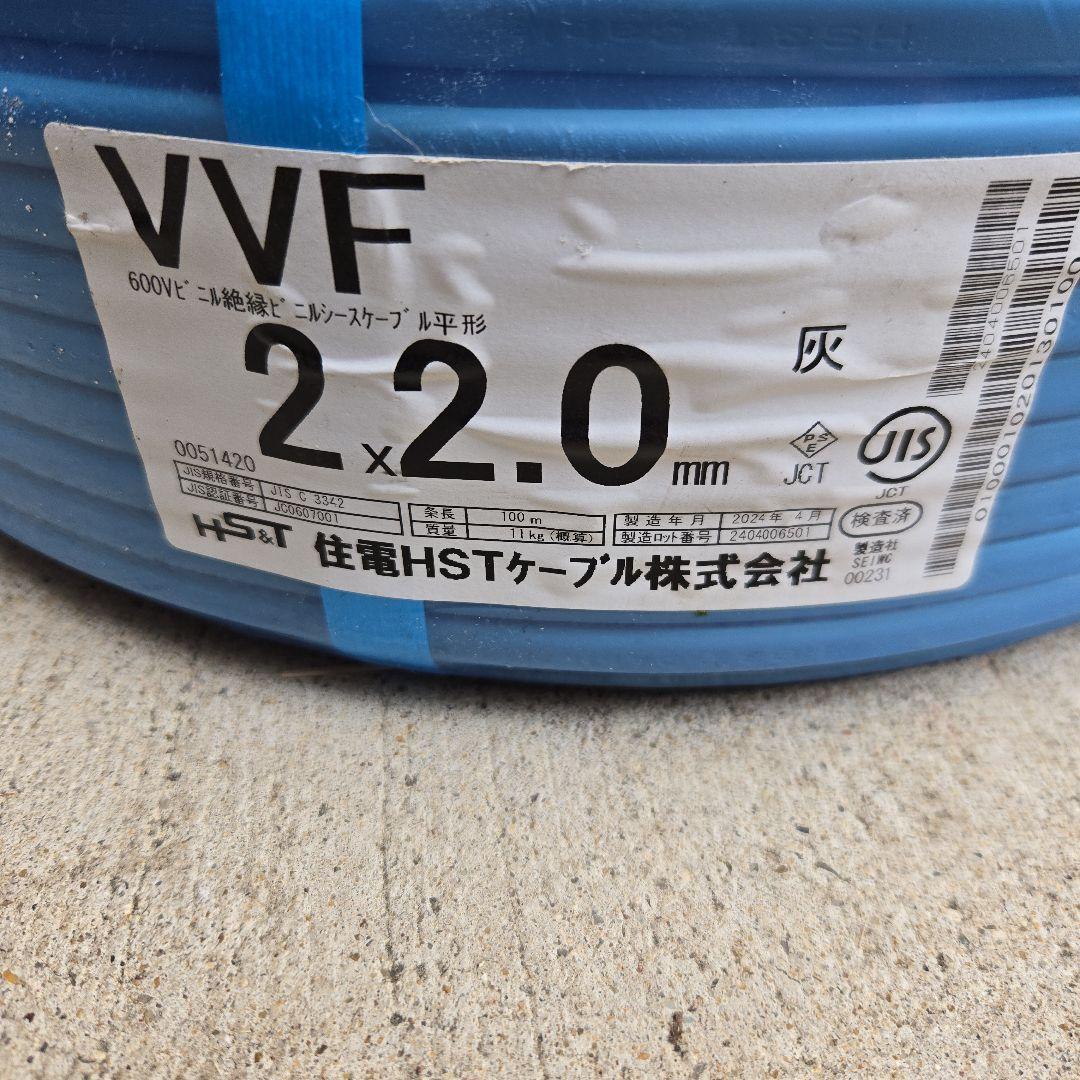 VVF
600Vビニル絶縁ビニルシースケーブル平形
2x2.0mm
灰
0051420
JIS規格番号 JIS C 3342
JIS認証番号 JC0607001
条長 100m
質量 11kg(概算)
製造年月 2024年 4月
製造ロット番号 2404006501
PSE
JCT
JIS
JCT
検査済
HS&T 住電HSTケーブル株式会社
製造社
SEIWC
00231
2404006501
01000102020130100